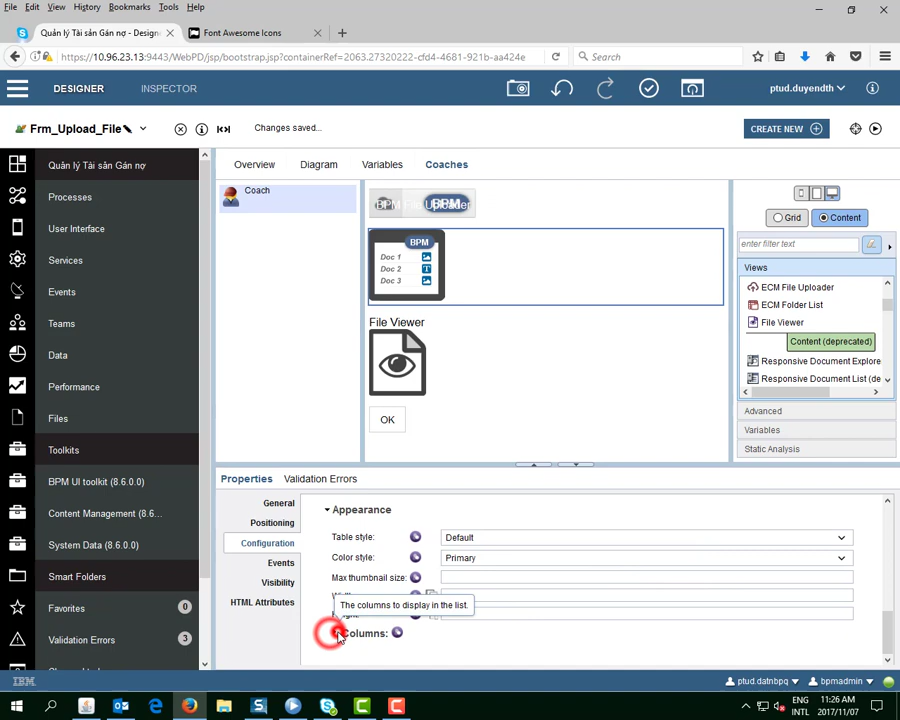 File Edit View History Bookmarks Tools Help
Quản lý Tài sản Gán nợ - Designe
Font Awesome Icons
https://10.96.23.13:9443/WebPD/jsp/bootstrap.jsp?containerRef=2063.27320222-cfd4-4681-921b-aa424e
Search
DESIGNER INSPECTOR
ptud.duyendth
Frm_Upload_File
Changes saved...
CREATE NEW
Quản lý Tài sản Gán nợ
Processes
User Interface
Services
Events
Teams
Data
Performance
Files
Toolkits
BPM UI toolkit (8.6.0.0)
Content Management (8.6...
System Data (8.6.0.0)
Smart Folders
Favorites 0
Validation Errors 3
Overview Diagram Variables Coaches
Coach
BPM File Uploader
BPM
BPM
Doc 1
Doc 2
Doc 3
File Viewer
OK
Grid Content
enter filter text
Views
ECM File Uploader
ECM Folder List
File Viewer
Content (deprecated)
Responsive Document Explore
Responsive Document List (de
Advanced
Variables
Static Analysis
Properties Validation Errors
General
Positioning
Configuration
Events
Visibility
HTML Attributes
Appearance
Table style: Default
Color style: Primary
Max thumbnail size:
The columns to display in the list.
Columns:
IBM
ptud.datnbpq bpmadmin
ENG
INTL
11:26 AM
2017/11/07